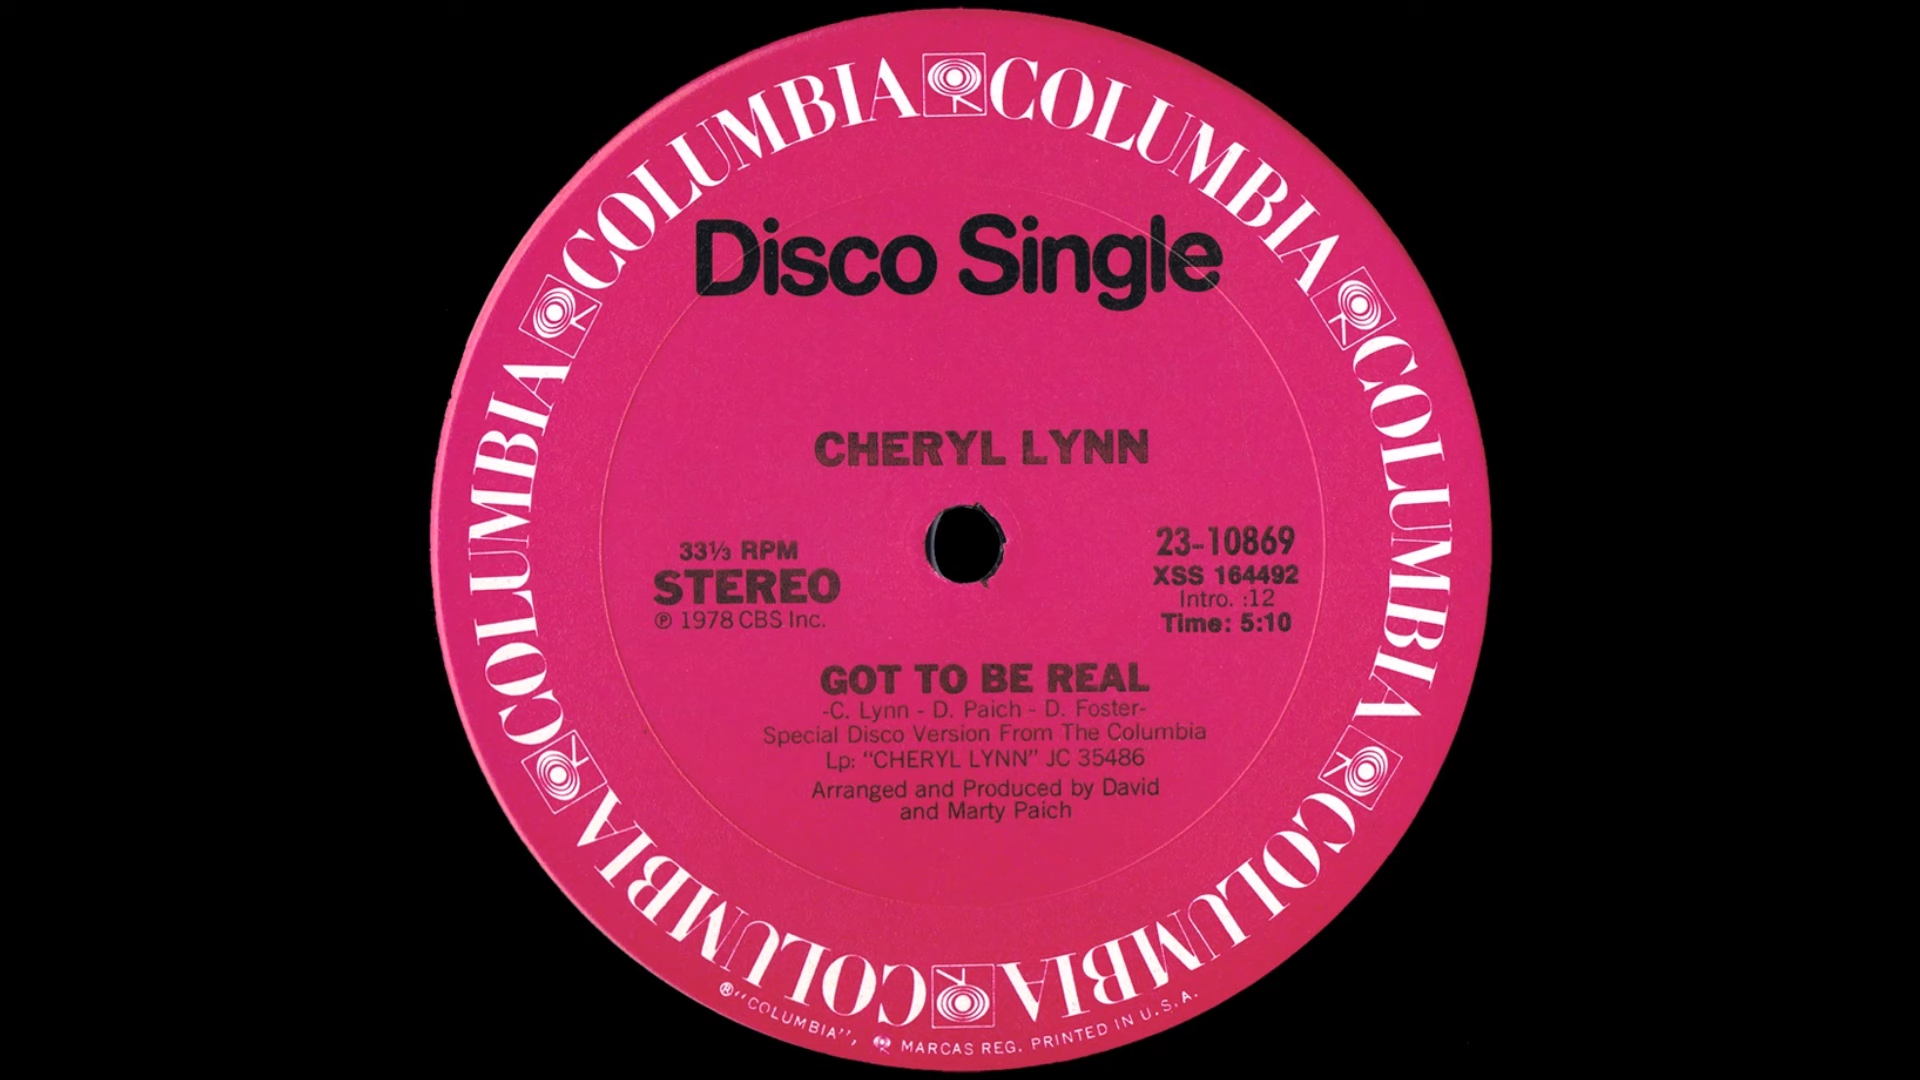 COLUMBIA COLUMBIA COLUMBIA COLUMBIA COLUMBIA COLUMBIA COLUMBIA COLUMBIA
Disco Single
CHERYL LYNN
33⅓ RPM
STEREO
℗ 1978 CBS Inc.
23-10869
XSS 164492
Intro. :12
Time: 5:10
GOT TO BE REAL
-C. Lynn - D. Paich - D. Foster-
Special Disco Version From The Columbia
Lp: “CHERYL LYNN” JC 35486
Arranged and Produced by David
and Marty Paich
®“COLUMBIA”, MARCAS REG. PRINTED IN U.S.A.